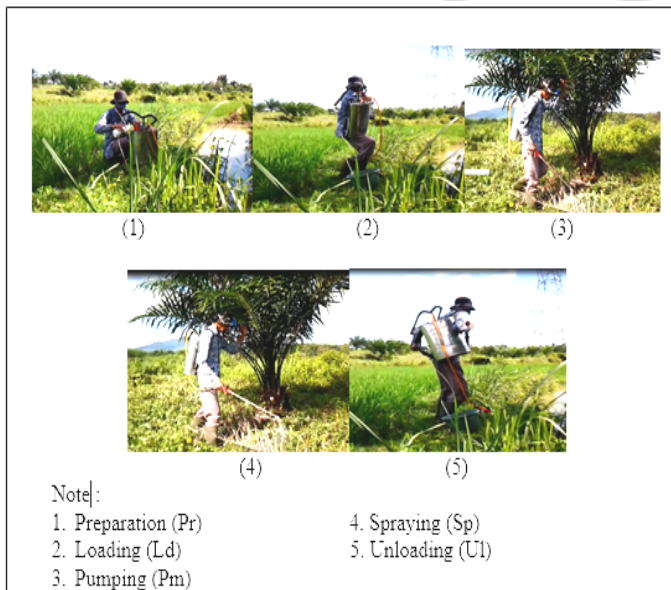 (1) (2) (3)
(4) (5)
Note :
1. Preparation (Pr) 4. Spraying (Sp)
2. Loading (Ld) 5. Unloading (Ul)
3. Pumping (Pm)